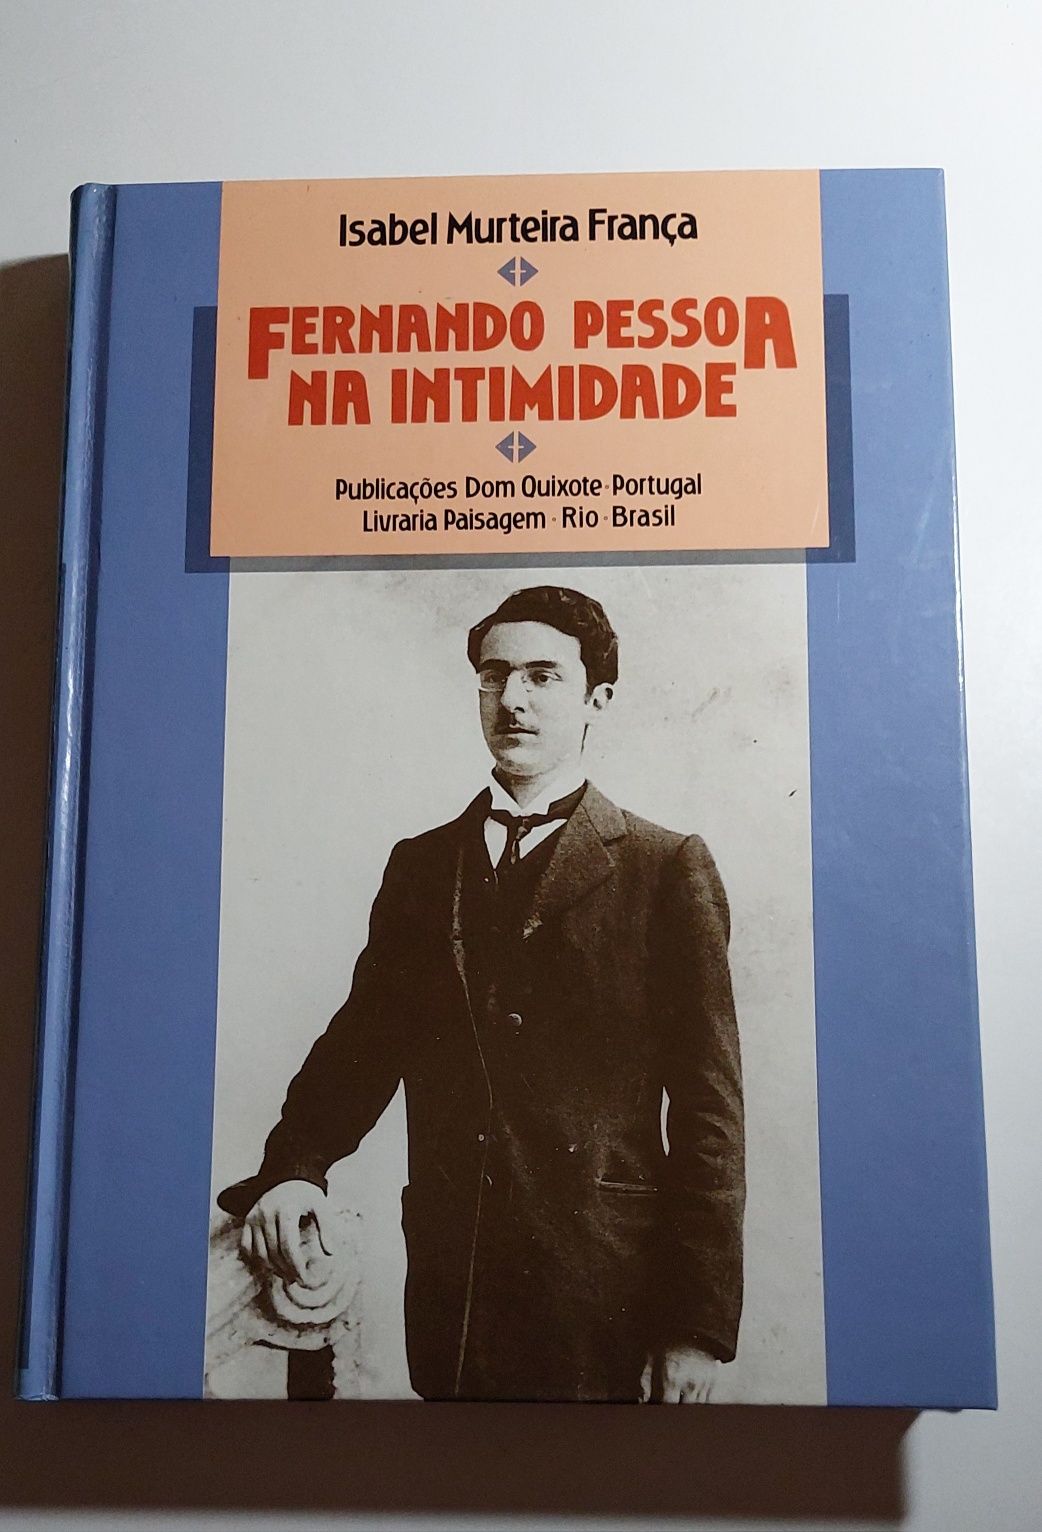 Isabel Murteira França
FERNANDO PESSOA
NA INTIMIDADE
Publicações Dom Quixote · Portugal
Livraria Paisagem · Rio · Brasil